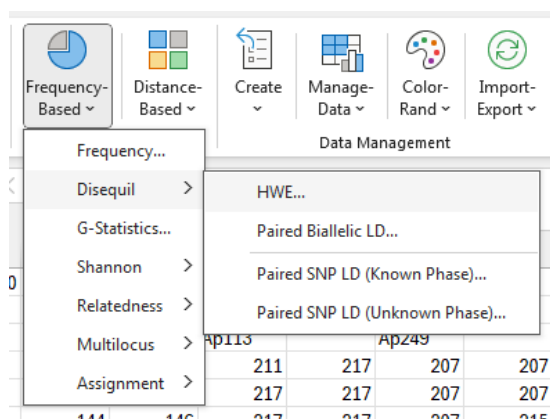 Frequency-
Based
Distance-
Based
Create
Manage-
Data
Color-
Rand
Import-
Export
Data Management
Frequency...
Disequil
HWE...
G-Statistics...
Paired Biallelic LD...
Shannon
Paired SNP LD (Known Phase)...
Relatedness
Paired SNP LD (Unknown Phase)...
Multilocus
Ap113 Ap249
211 217 207 207
Assignment
217 217 207 207